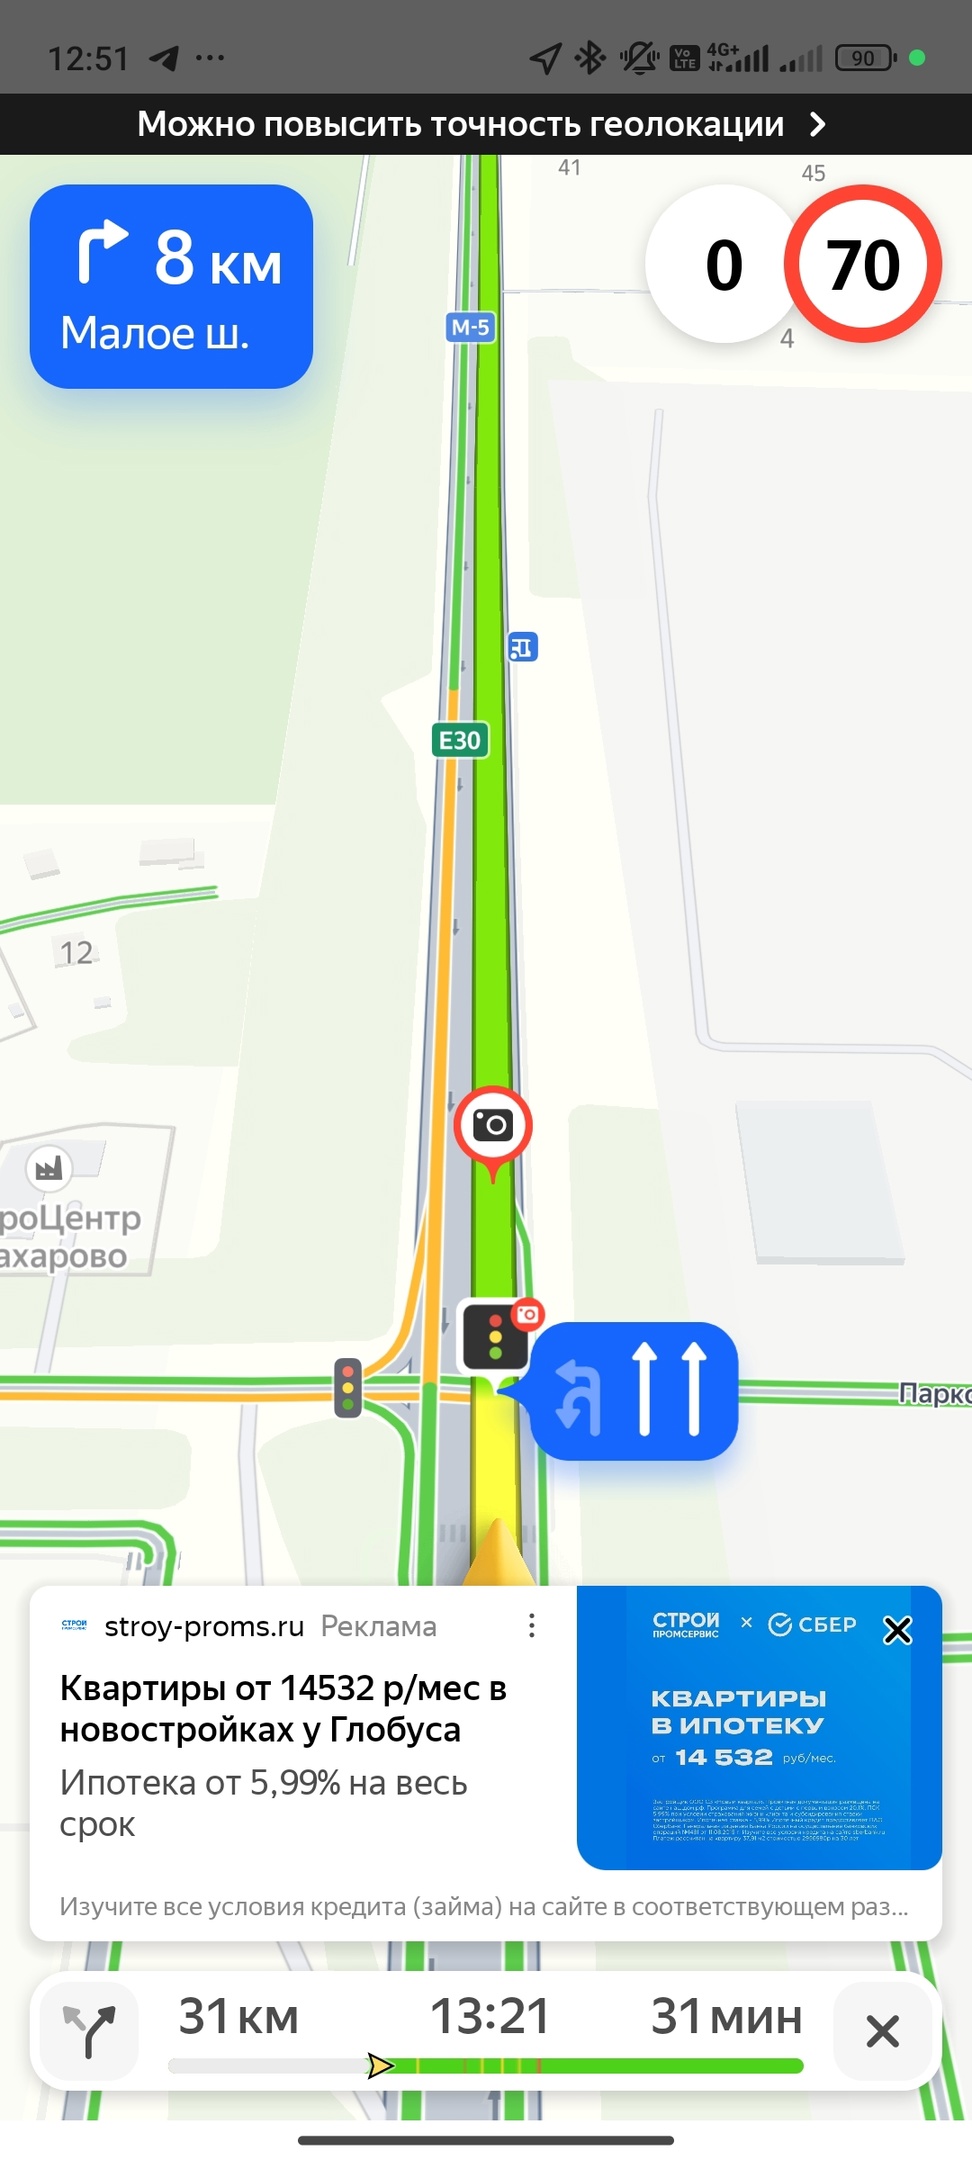 12:51
Vo LTE
4G+
90
Можно повысить точность геолокации
41
45
8 км
Малое ш.
0
70
4
M-5
E30
12
роЦентр
ахарово
Парко
stroy-proms.ru Реклама
Квартиры от 14532 р/мес в
новостройках у Глобуса
Ипотека от 5,99% на весь
срок
СТРОЙ
ПРОМСЕРВИС
СБЕР
КВАРТИРЫ
В ИПОТЕКУ
от 14 532 руб/мес.
Изучите все условия кредита (займа) на сайте в соответствующем раз...
31 км
13:21
31 мин